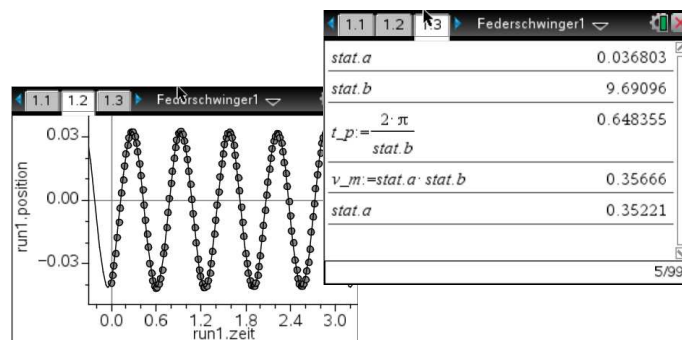 1.1 1.2 1.3 Federschwinger1
0.03
0.00
-0.03
run1.position
0.0 0.6 1.2 1.8 2.4 3.0
run1.zeit
1.1 1.2 1.3 Federschwinger1
stat.a 0.036803
stat.b 9.69096
t_p:=2·π/stat.b 0.648355
v_m:=stat.a·stat.b 0.35666
stat.a 0.35221
5/99